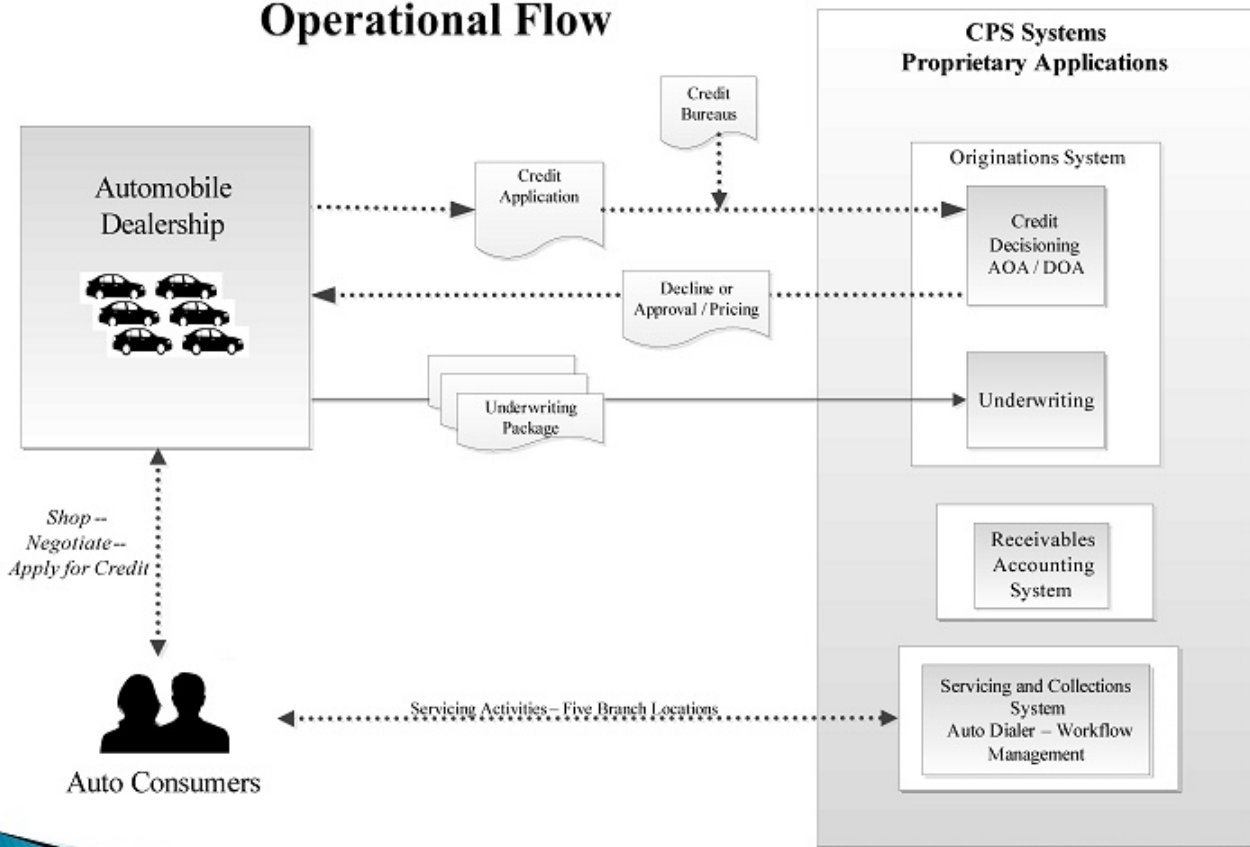 Operational Flow
CPS Systems
Proprietary Applications
Credit
Bureaus
Originations System
Automobile
Dealership
Credit
Application
Credit
Decisioning
AOA / DOA
Decline or
Approval / Pricing
Underwriting
Package
Underwriting
Shop --
Negotiate--
Apply for Credit
Receivables
Accounting
System
Servicing Activities – Five Branch Locations
Servicing and Collections
System
Auto Dialer – Workflow
Management
Auto Consumers